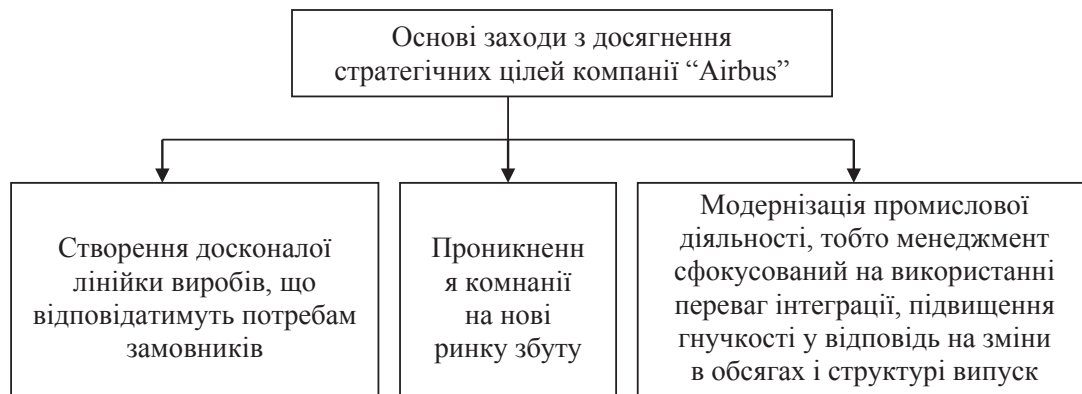 Основі заходи з досягнення
стратегічних цілей компанії “Airbus”
Створення досконалої
лінійки виробів, що
відповідатимуть потребам
замовників
Проникненн
я комнанії
на нові
ринку збуту
Модернізація промислової
діяльності, тобто менеджмент
сфокусований на використанні
переваг інтеграції, підвищення
гнучкості у відповідь на зміни
в обсягах і структурі випуск